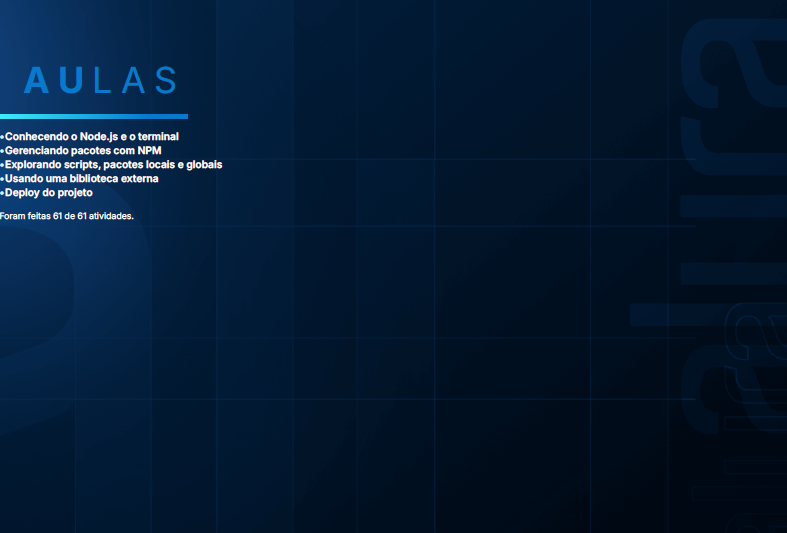 AULAS
•Conhecendo o Node.js e o terminal
•Gerenciando pacotes com NPM
•Explorando scripts, pacotes locais e globais
•Usando uma biblioteca externa
•Deploy do projeto
Foram feitas 61 de 61 atividades.
alura